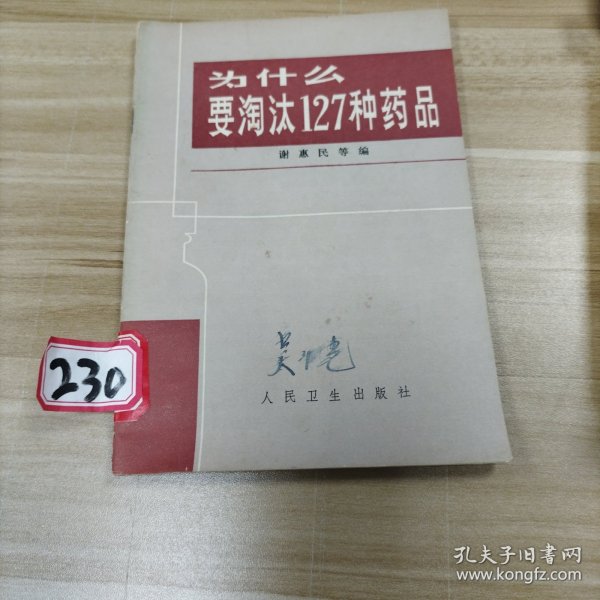 为什么
要淘汰127种药品
谢惠民等编
230
人民卫生出版社
孔夫子旧书网
www.kongfz.com